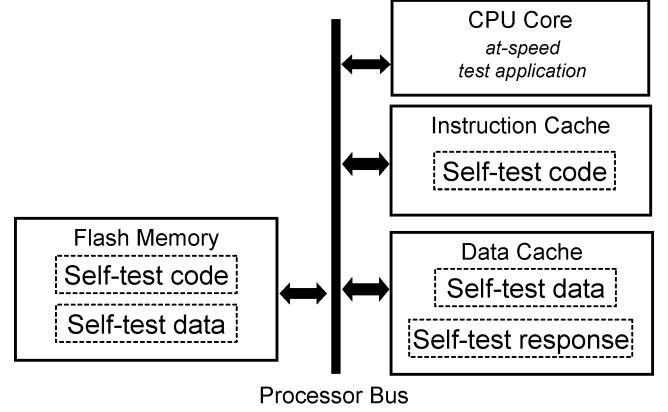 CPU Core
at-speed
test application
Instruction Cache
Self-test code
Flash Memory
Self-test code
Self-test data
Data Cache
Self-test data
Self-test response
Processor Bus